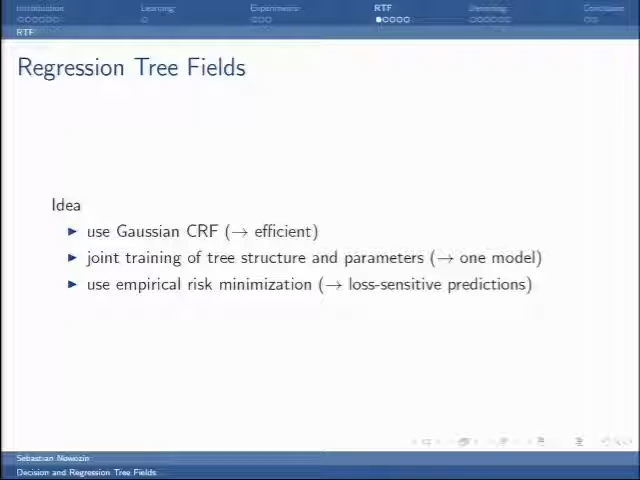 Introduction Learning Experiments RTF Denoising Conclusion
RTF
Regression Tree Fields
Idea
use Gaussian CRF (→ efficient)
joint training of tree structure and parameters (→ one model)
use empirical risk minimization (→ loss-sensitive predictions)
Sebastian Nowozin
Decision and Regression Tree Fields